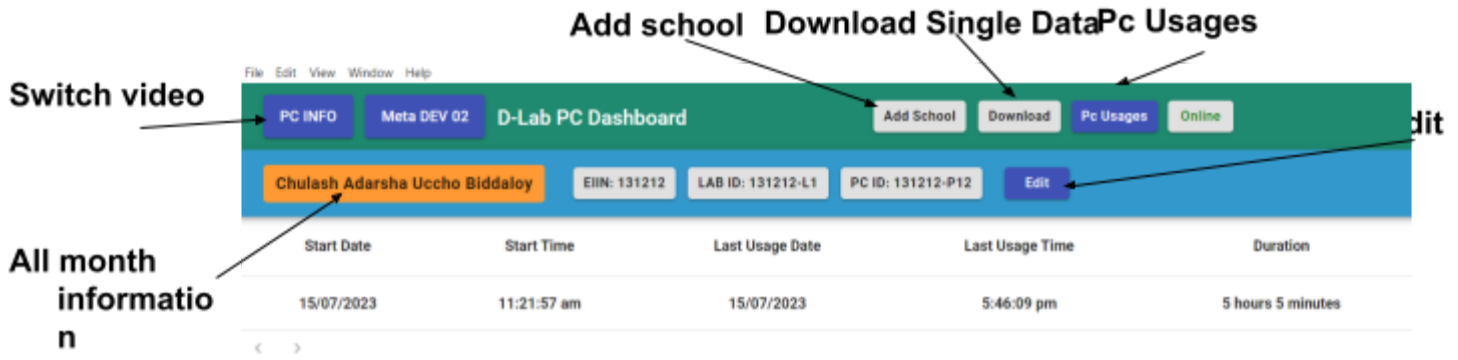 Add school Download Single Data Pc Usages
File Edit View Window Help
Switch video
PC INFO Meta DEV 02 D-Lab PC Dashboard Add School Download Pc Usages Online
dit
Chulash Adarsha Uccho Biddaloy EIIN: 131212 LAB ID: 131212-L1 PC ID: 131212-P12 Edit
Start Date Start Time Last Usage Date Last Usage Time Duration
All month
informatio
n
15/07/2023 11:21:57 am 15/07/2023 5:46:09 pm 5 hours 5 minutes